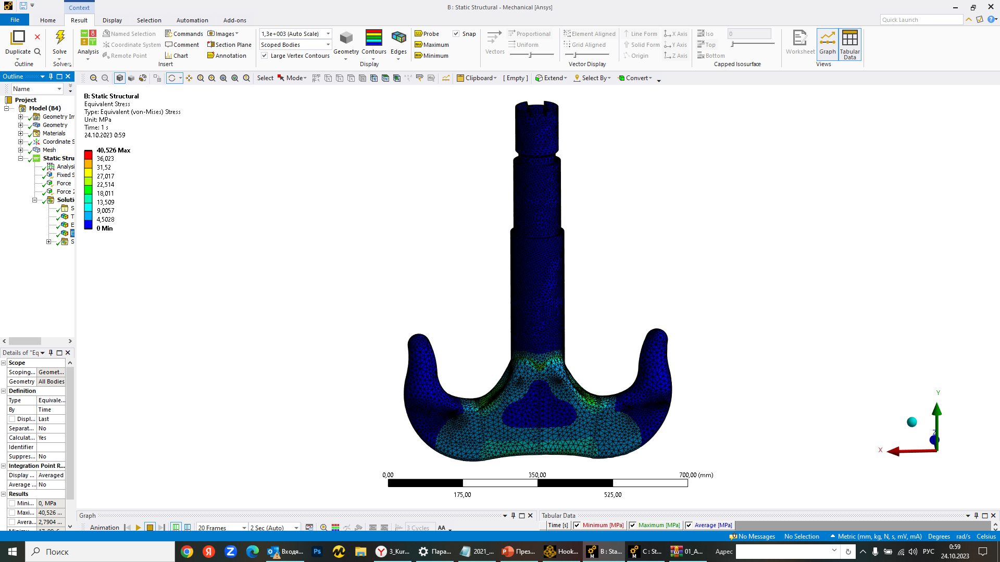 Context
B : Static Structural - Mechanical [Ansys]
File Home Result Display Selection Automation Add-ons
Quick Launch
Duplicate
Outline
Solve
Solver
Analysis
Named Selection
Coordinate System
Remote Point
Commands
Comment
Chart
Images
Section Plane
Annotation
Insert
1,3e+003 (Auto Scale)
Scoped Bodies
Large Vertex Contours
Geometry
Contours
Edges
Display
Probe
Maximum
Minimum
Snap
Vectors
Proportional
Uniform
Element Aligned
Grid Aligned
Line Form
Solid Form
Origin
X Axis
Y Axis
Z Axis
Vector Display
Iso
Top
Bottom
0
Capped Isosurface
Worksheet
Graph
Tabular Data
Views
Outline
Select Mode Clipboard [ Empty ] Extend Select By Convert
Name
Project
Model (B4)
Geometry Im
Geometry
Materials
Coordinate S
Mesh
Static Stru
Analysi
Fixed S
Force
Force 2
Soluti
S
T
E
E
S
B: Static Structural
Equivalent Stress
Type: Equivalent (von-Mises) Stress
Unit: MPa
Time: 1 s
24.10.2023 0:59
40,526 Max
36,023
31,52
27,017
22,514
18,011
13,509
9,0057
4,5028
0 Min
Y
Z
X
0,00 350,00 700,00 (mm)
175,00 525,00
Details of "Eq
Scope
Scoping... Geomet...
Geometry All Bodies
Definition
Type Equivale...
By Time
Displ... Last
Separat... No
Calculat... Yes
Identifier
Suppres... No
Integration Point R...
Display ... Averaged
Average ... No
Results
Mini... 0, MPa
Maxi... 40,526 ...
Avera... 2,7904 ...
Graph
Animation 20 Frames 2 Sec (Auto) 3 Cycles AA
Tabular Data
Time [s] Minimum [MPa] Maximum [MPa] Average [MPa]
No Messages No Selection Metric (mm, kg, N, s, mV, mA) Degrees rad/s Celsius
Поиск
Входя...
3_Kur...
Пара...
2021_...
През...
Hook...
B : Sta...
C : St...
01_A...
Адрес
РУС
0:59
24.10.2023